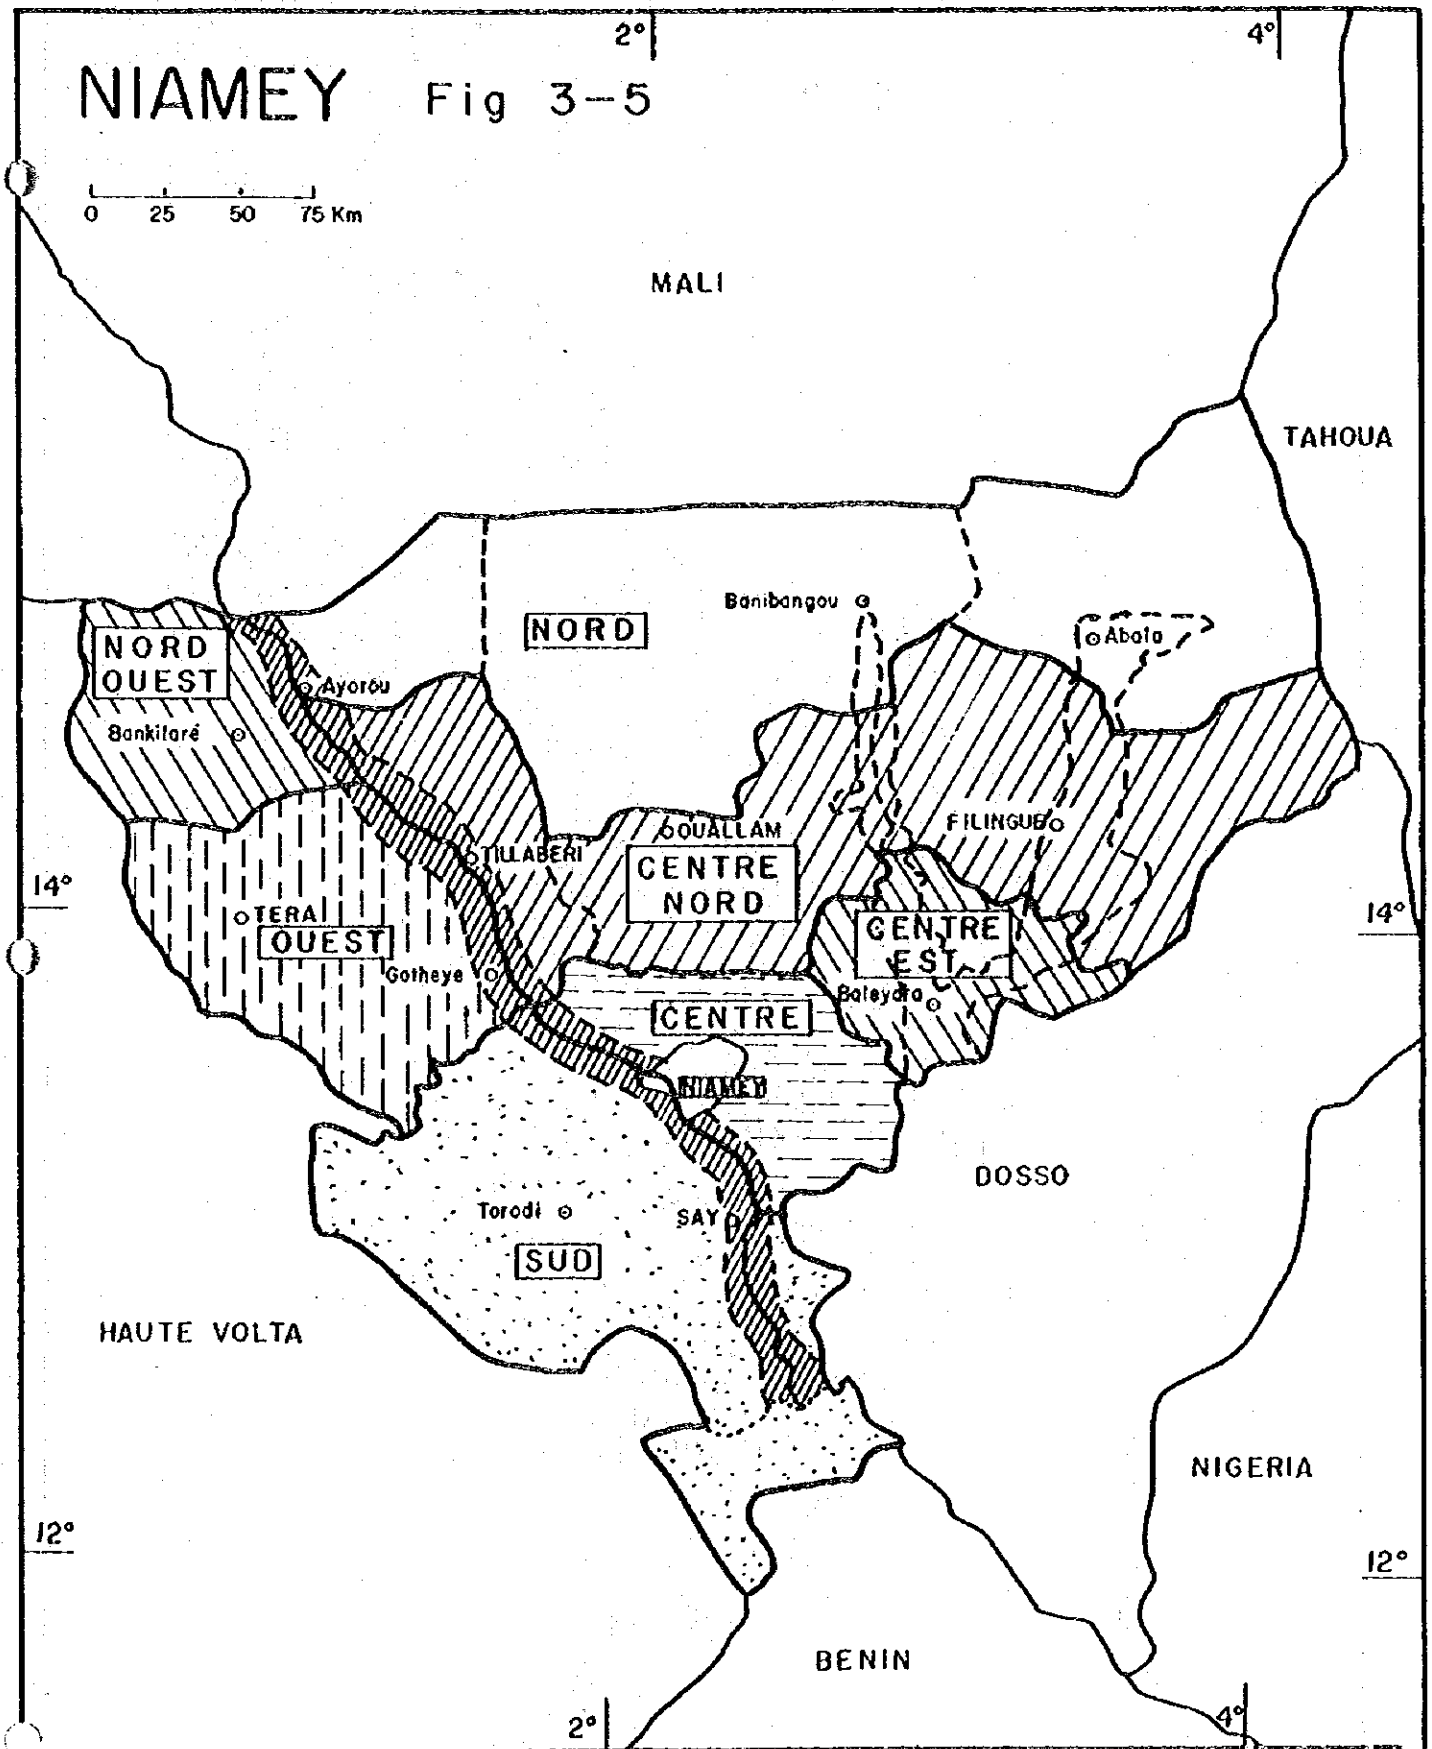 2° 4°
NIAMEY Fig 3-5
0 25 50 75 Km
MALI
TAHOUA
Banibangou
NORD
Abala
NORD
OUEST
Ayorou
Bankilaré
OUALLAM
FILINGUE
TILLABERI
CENTRE
NORD
14° 14°
TERA
OUEST
CENTRE
EST
Gotheye
Baleyara
CENTRE
NIAMEY
DOSSO
Torodi
SAY
SUD
HAUTE VOLTA
NIGERIA
12° 12°
BENIN
2° 4°